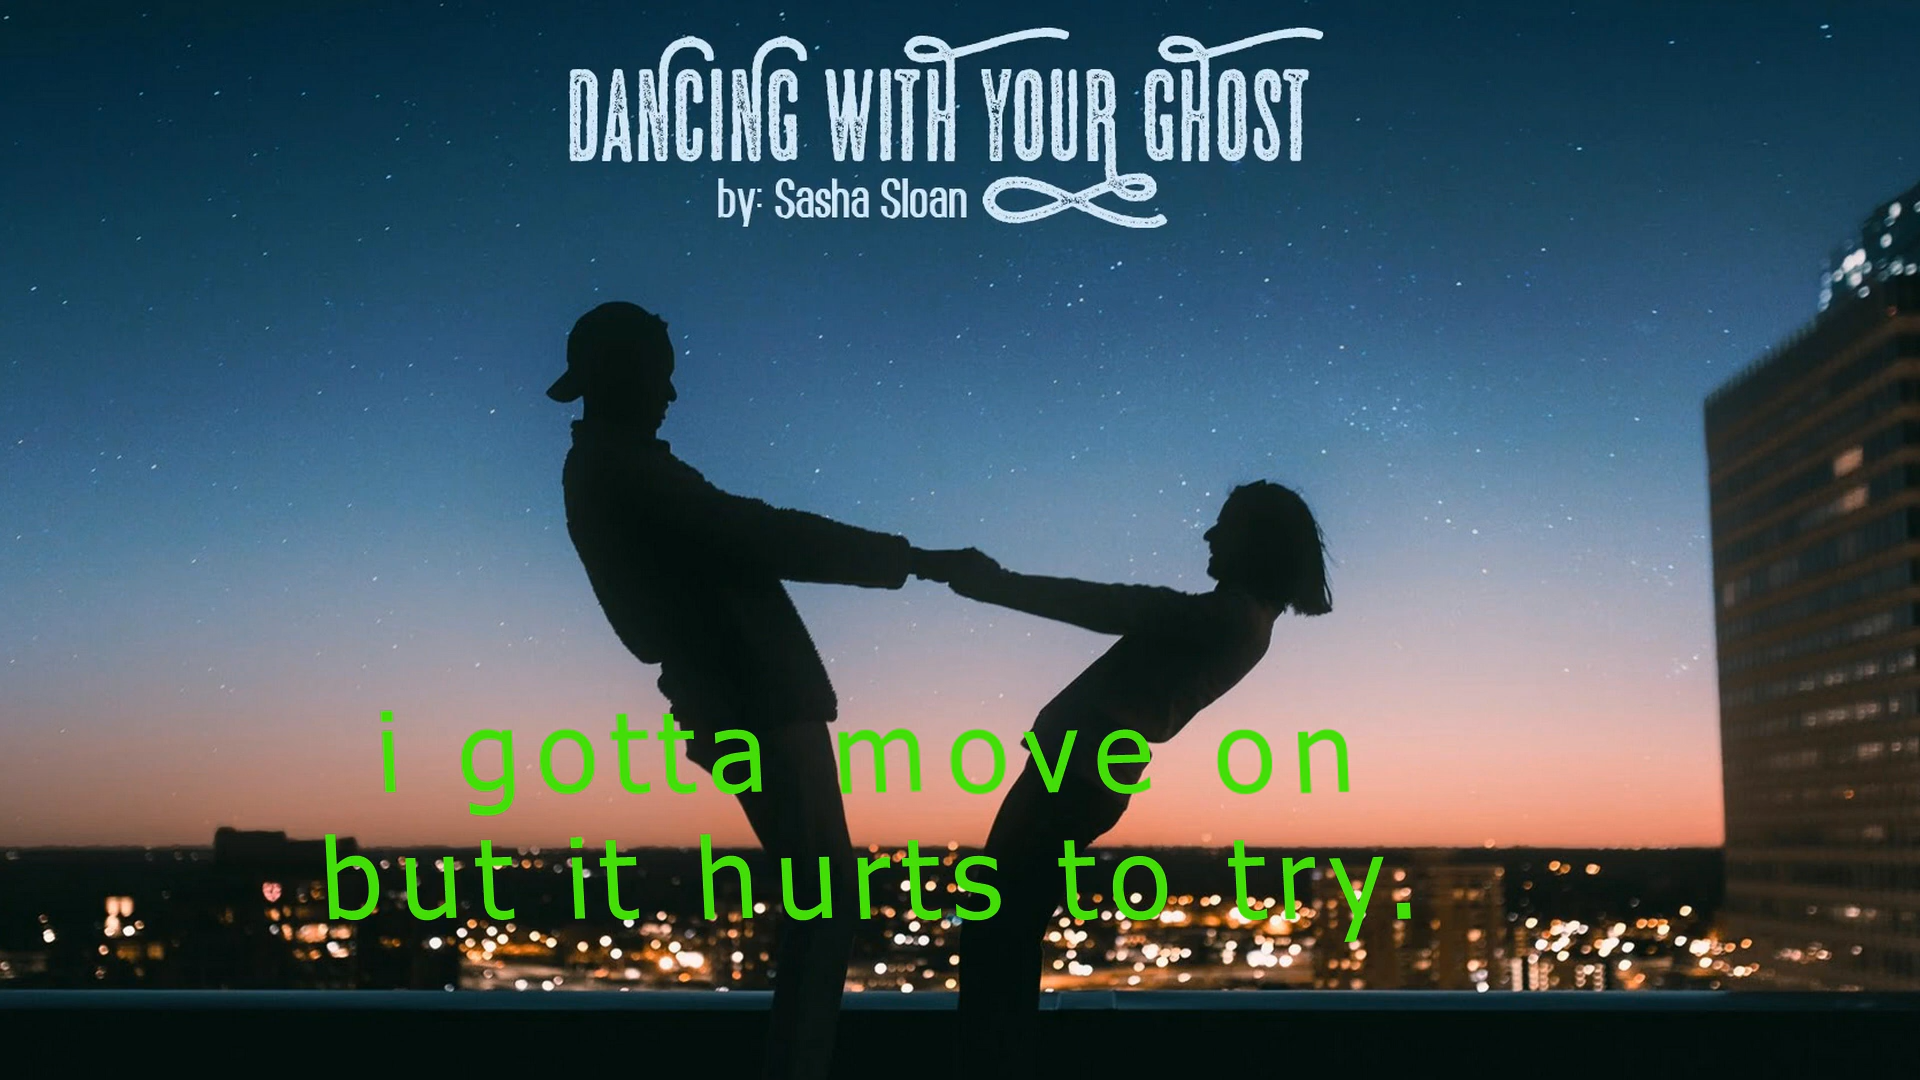 DANCING WITH YOUR GHOST
by: Sasha Sloan
i gotta move on
but it hurts to try.